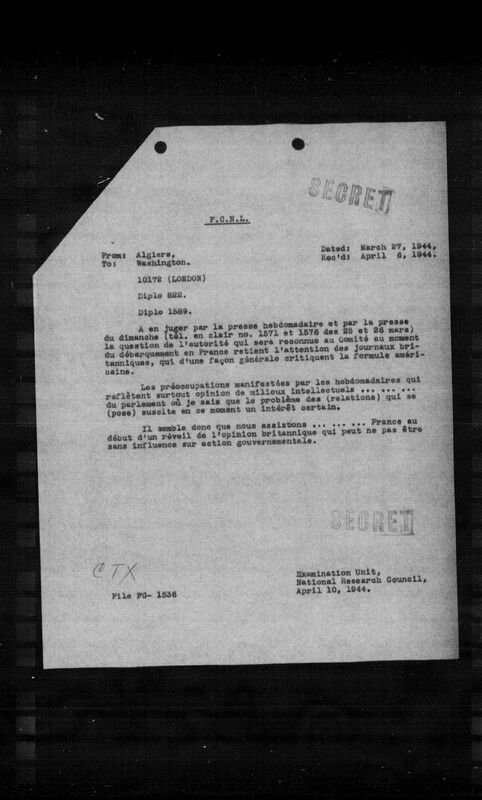 SECRET
F.C.N.L.
From: Algiers,
To: Washington.
Dated: March 27, 1944,
Rec'd: April 6, 1944.
10172 (LONDON)
Diplo 822.
Diplo 1589.
A en juger par la presse hebdomadaire et par la presse
du dimanche (tél. en clair no. 1571 et 1576 des 25 et 26 mars)
la question de l'autorité qui sera reconnue au Comité au moment
du débarquement en France retient l'attention des journaux bri-
tanniques, qui d'une façon générale critiquent la formule améri-
caine.
Les préoccupations manifestées par les hebdomadaires qui
reflètent surtout opinion de milieux intellectuels ... ... ...
du parlement où je sais que le problème des (relations) qui se
(pose) suscite en ce moment un intérêt certain.
Il semble donc que nous assistons ... ... ... France au
début d'un réveil de l'opinion britannique qui peut ne pas être
sans influence sur action gouvernementale.
SECRET
CTX
File FC- 1536
Examination Unit,
National Research Council,
April 10, 1944.